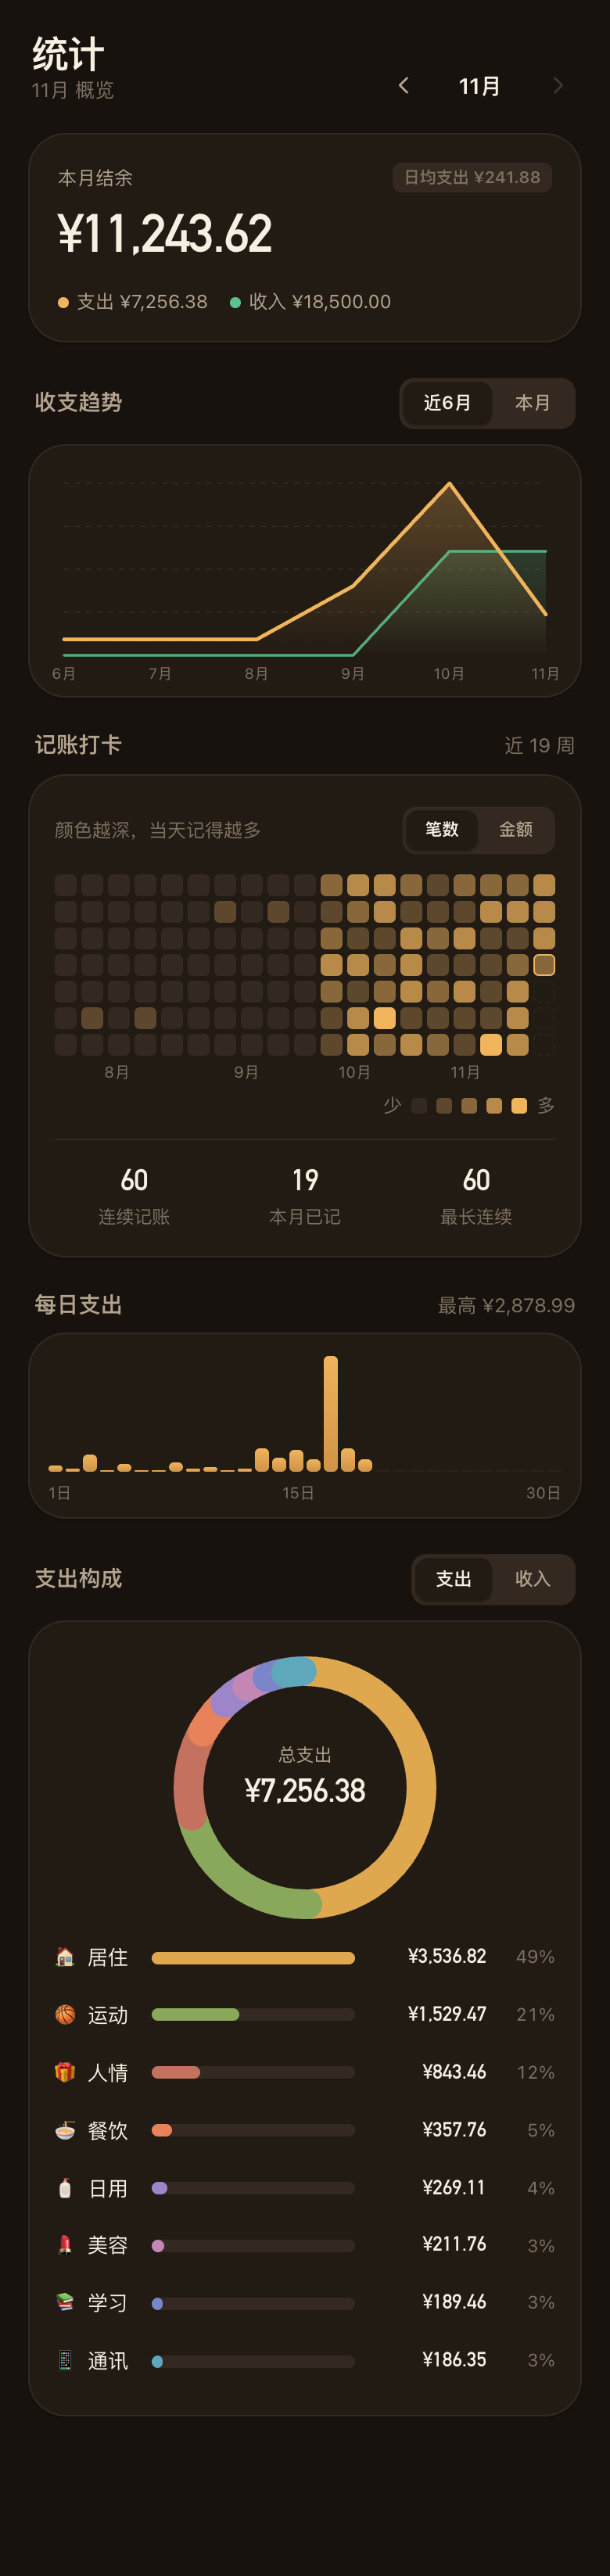 统计
11月 概览
11月
本月结余
日均支出 ¥241.88
¥11,243.62
支出 ¥7,256.38
收入 ¥18,500.00
收支趋势
近6月
本月
6月
7月
8月
9月
10月
11月
记账打卡
近 19 周
颜色越深，当天记得越多
笔数
金额
8月
9月
10月
11月
少
多
60
19
60
连续记账
本月已记
最长连续
每日支出
最高 ¥2,878.99
1日
15日
30日
支出构成
支出
收入
总支出
¥7,256.38
居住 ¥3,536.82 49%
运动 ¥1,529.47 21%
人情 ¥843.46 12%
餐饮 ¥357.76 5%
日用 ¥269.11 4%
美容 ¥211.76 3%
学习 ¥189.46 3%
通讯 ¥186.35 3%